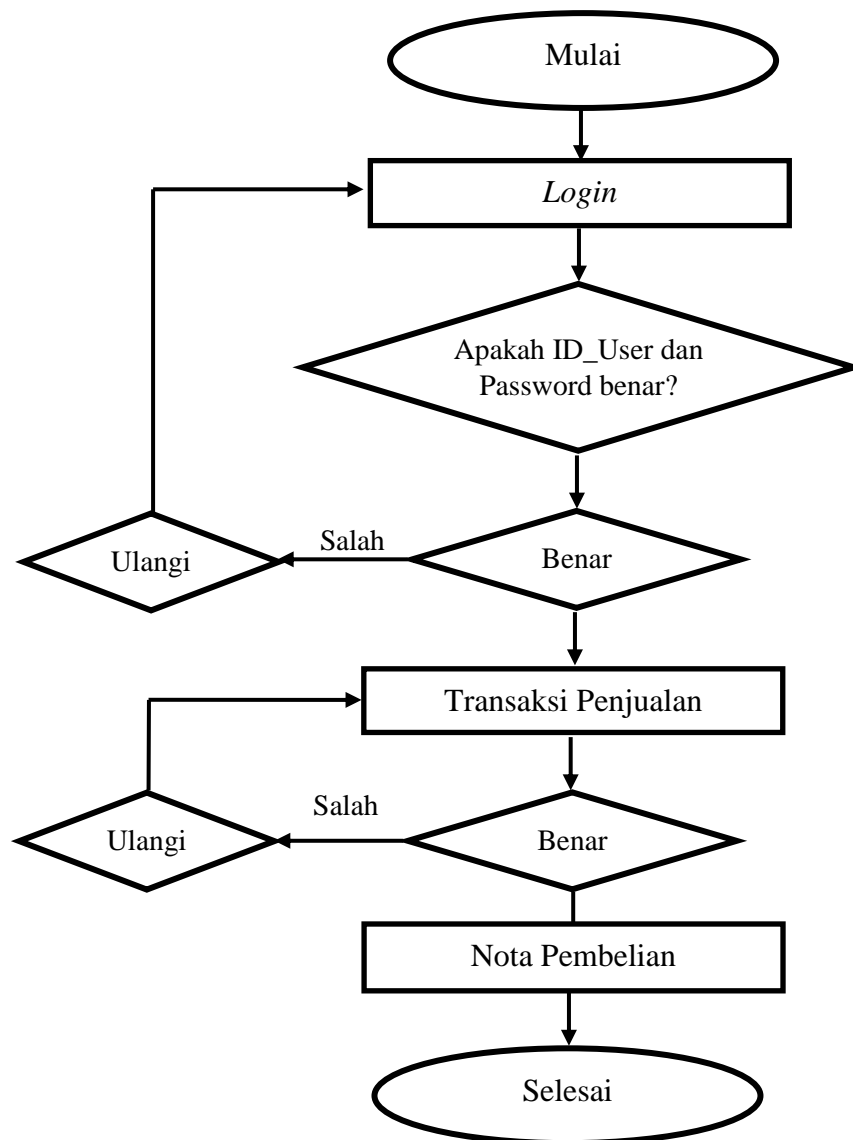 Mulai
Login
Apakah ID_User dan
Password benar?
Ulangi
Salah
Benar
Transaksi Penjualan
Ulangi
Salah
Benar
Nota Pembelian
Selesai